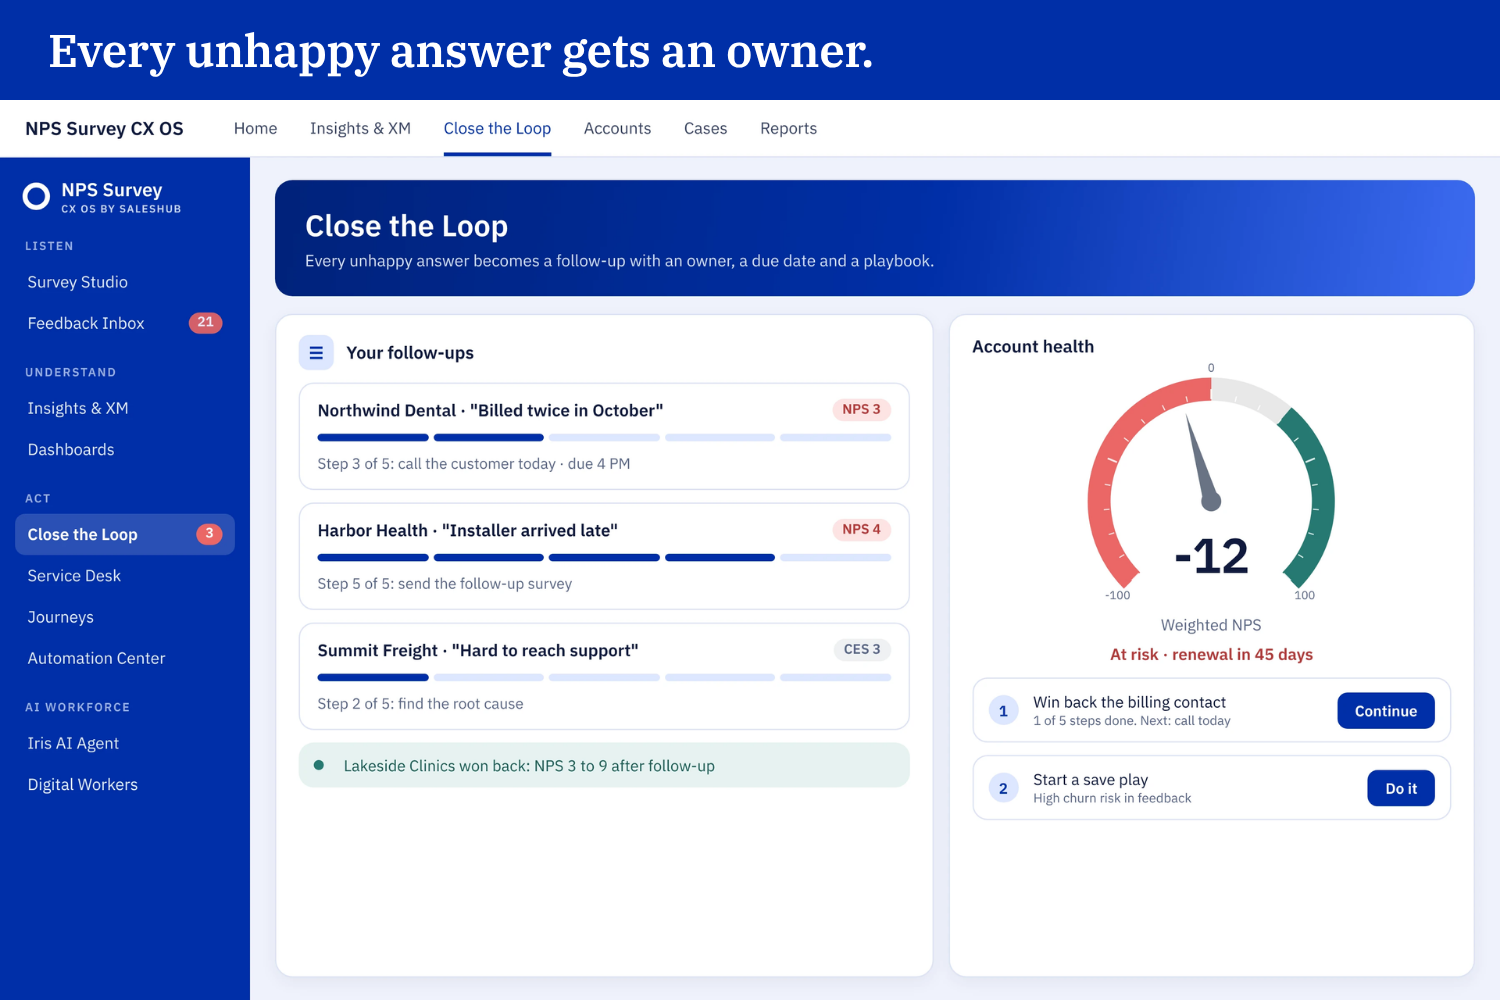 Every unhappy answer gets an owner.
NPS Survey CX OS
Home
Insights & XM
Close the Loop
Accounts
Cases
Reports
NPS Survey
CX OS BY SALESHUB
LISTEN
Survey Studio
Feedback Inbox
21
UNDERSTAND
Insights & XM
Dashboards
ACT
Close the Loop
3
Service Desk
Journeys
Automation Center
AI WORKFORCE
Iris AI Agent
Digital Workers
Close the Loop
Every unhappy answer becomes a follow-up with an owner, a due date and a playbook.
Your follow-ups
Northwind Dental · "Billed twice in October"
NPS 3
Step 3 of 5: call the customer today · due 4 PM
Harbor Health · "Installer arrived late"
NPS 4
Step 5 of 5: send the follow-up survey
Summit Freight · "Hard to reach support"
CES 3
Step 2 of 5: find the root cause
Lakeside Clinics won back: NPS 3 to 9 after follow-up
Account health
0
-12
-100
100
Weighted NPS
At risk · renewal in 45 days
1
Win back the billing contact
1 of 5 steps done. Next: call today
Continue
2
Start a save play
High churn risk in feedback
Do it